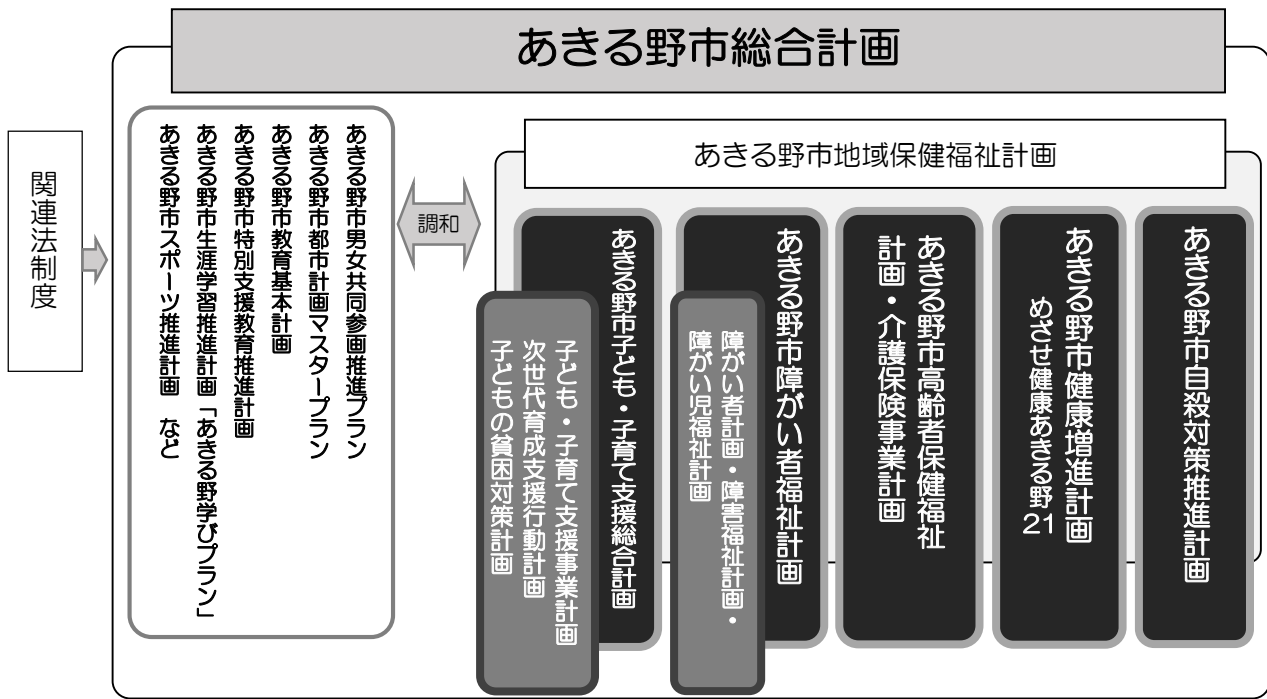 あきる野市総合計画
関連法制度
あきる野市男女共同参画推進プラン
あきる野市都市計画マスタープラン
あきる野市教育基本計画
あきる野市特別支援教育推進計画
あきる野市生涯学習推進計画「あきる野学びプラン」
あきる野市スポーツ推進計画 など
調和
あきる野市地域保健福祉計画
あきる野市自殺対策推進計画
あきる野市健康増進計画
めざせ健康あきる野21
あきる野市高齢者保健福祉
計画・介護保険事業計画
あきる野市障がい者福祉計画
障がい者計画・障害福祉計画・
障がい児福祉計画
あきる野市子ども・子育て支援総合計画
子ども・子育て支援事業計画
次世代育成支援行動計画
子どもの貧困対策計画